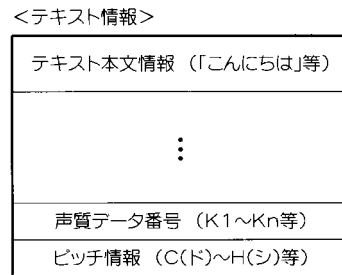 <テキスト情報>
テキスト本文情報 (「こんにちは」等)
⋮
声質データ番号 (K1~Kn等)
ピッチ情報 (C(ド)~H(シ)等)